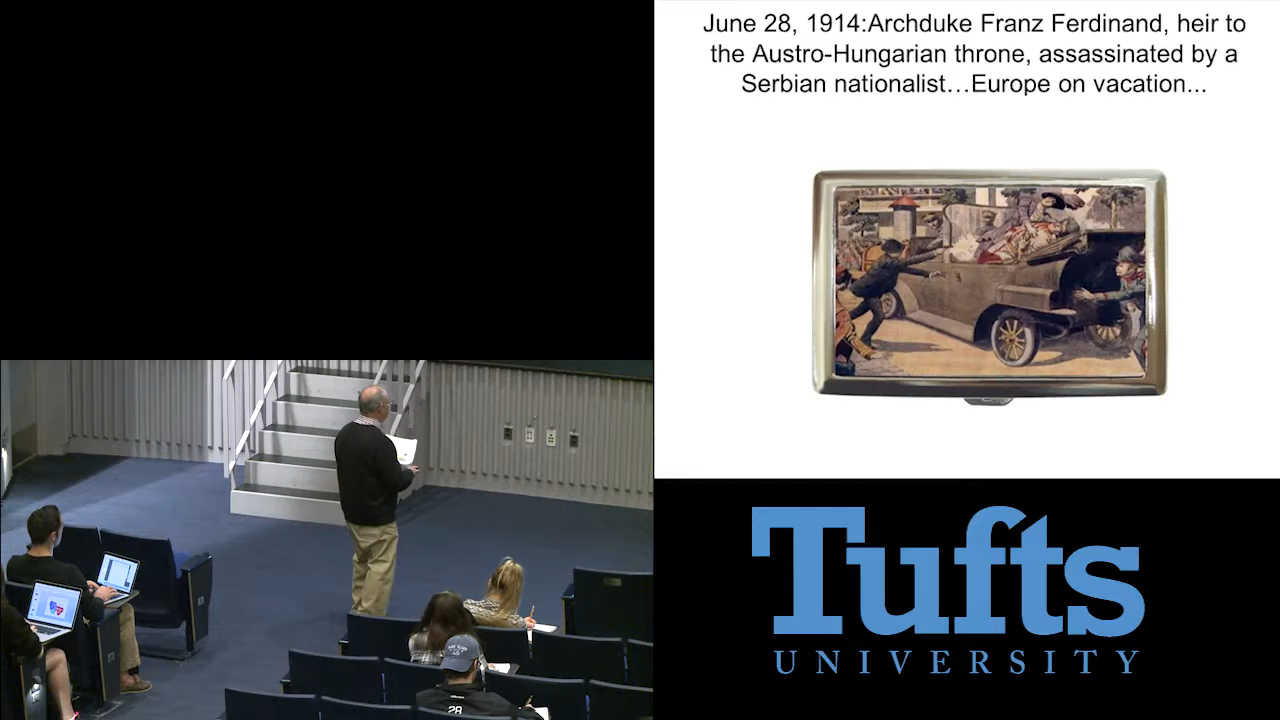 June 28, 1914:Archduke Franz Ferdinand, heir to
the Austro-Hungarian throne, assassinated by a
Serbian nationalist…Europe on vacation...
Tufts
UNIVERSITY
28